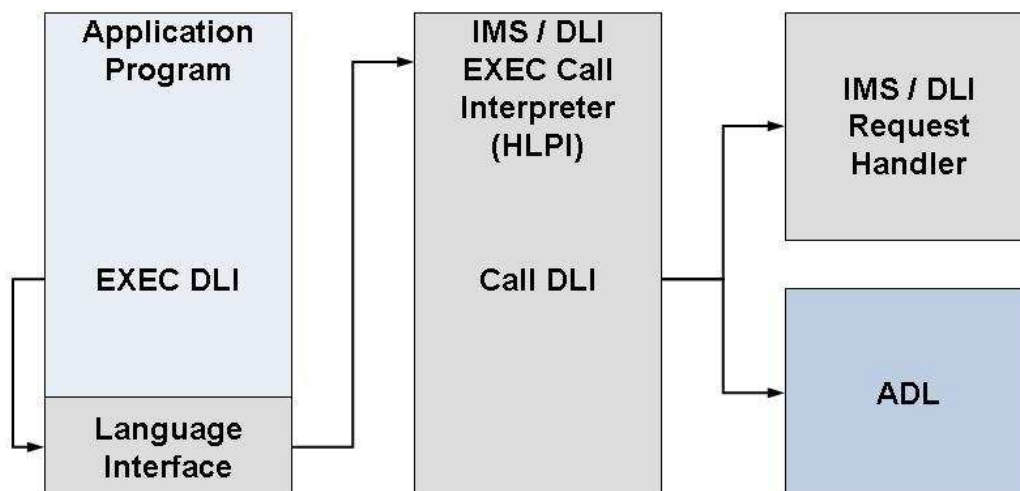 Application
Program
EXEC DLI
Language
Interface
IMS / DLI
EXEC Call
Interpreter
(HLPI)
Call DLI
IMS / DLI
Request
Handler
ADL